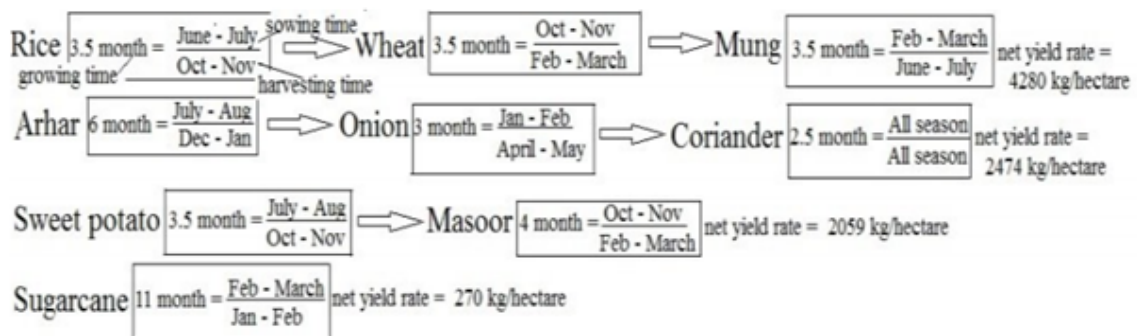 Rice 3.5 month = June - July / Oct - Nov sowing time growing time harvesting time Wheat 3.5 month = Oct - Nov / Feb - March Mung 3.5 month = Feb - March / June - July net yield rate = 4280 kg/hectare
Arhar 6 month = July - Aug / Dec - Jan Onion 3 month = Jan - Feb / April - May Coriander 2.5 month = All season / All season net yield rate = 2474 kg/hectare
Sweet potato 3.5 month = July - Aug / Oct - Nov Masoor 4 month = Oct - Nov / Feb - March net yield rate = 2059 kg/hectare
Sugarcane 11 month = Feb - March / Jan - Feb net yield rate = 270 kg/hectare